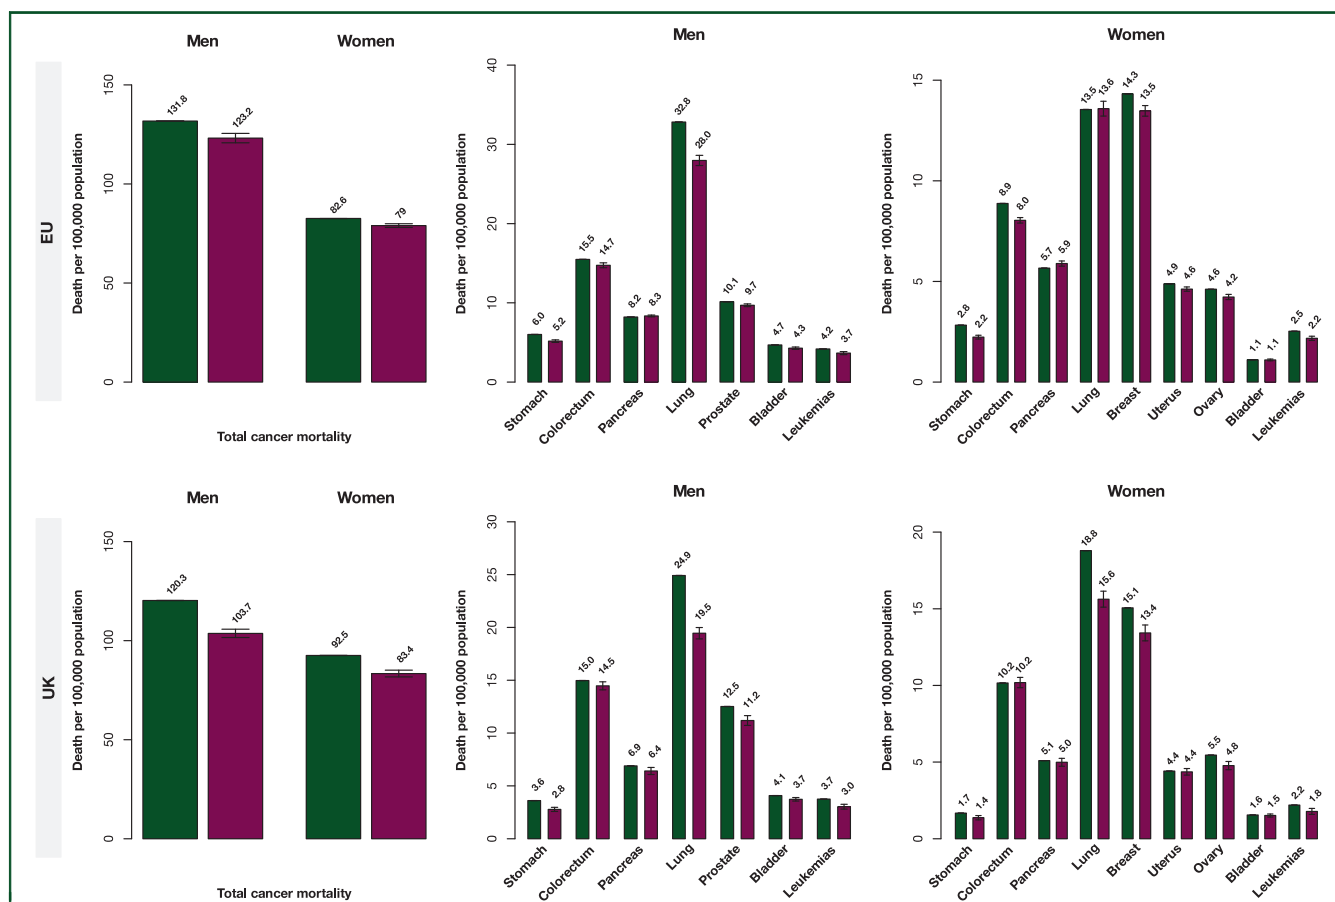 Men
Women
EU
Death per 100,000 population
150
100
50
0
131.8
123.2
82.6
79
Total cancer mortality
Men
Death per 100,000 population
40
30
20
10
0
6.0
5.2
15.5
14.7
8.2
8.3
32.8
28.0
10.1
9.7
4.7
4.3
4.2
3.7
Stomach
Colorectum
Pancreas
Lung
Prostate
Bladder
Leukemias
Women
Death per 100,000 population
15
10
5
0
2.8
2.2
8.9
8.0
5.7
5.9
13.5
13.6
14.3
13.5
4.9
4.6
4.6
4.2
1.1
1.1
2.5
2.2
Stomach
Colorectum
Pancreas
Lung
Breast
Uterus
Ovary
Bladder
Leukemias
Men
Women
UK
Death per 100,000 population
150
100
50
0
120.3
103.7
92.5
83.4
Total cancer mortality
Men
Death per 100,000 population
30
25
20
15
10
5
0
3.6
2.8
15.0
14.5
6.9
6.4
24.9
19.5
12.5
11.2
4.1
3.7
3.7
3.0
Stomach
Colorectum
Pancreas
Lung
Prostate
Bladder
Leukemias
Women
Death per 100,000 population
20
15
10
5
0
1.7
1.4
10.2
10.2
5.1
5.0
18.8
15.6
15.1
13.4
4.4
4.4
5.5
4.8
1.6
1.5
2.2
1.8
Stomach
Colorectum
Pancreas
Lung
Breast
Uterus
Ovary
Bladder
Leukemias